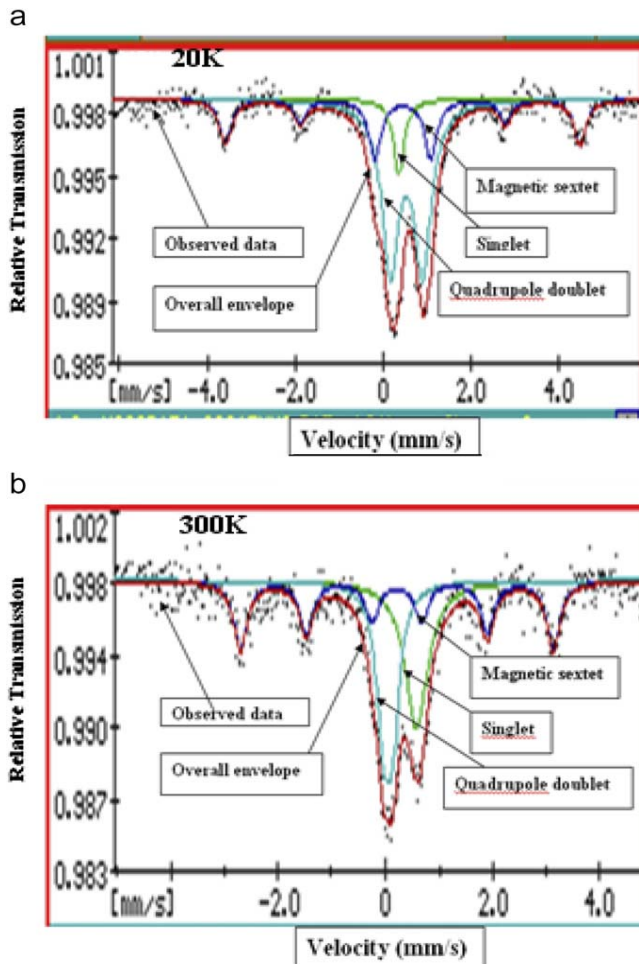 a
1.001
20K
0.998
0.995
Magnetic sextet
Observed data
Singlet
0.992
Quadrupole doublet
Overall envelope
0.989
0.985
Relative Transmission
[mm/s] -4.0 -2.0 0 2.0 4.0
Velocity (mm/s)
b
1.002
300K
0.998
0.994
Magnetic sextet
Observed data
Singlet
0.990
Overall envelope
Quadrupole doublet
0.987
0.983
Relative Transmission
[mm/s] -2.0 0 2.0 4.0
Velocity (mm/s)